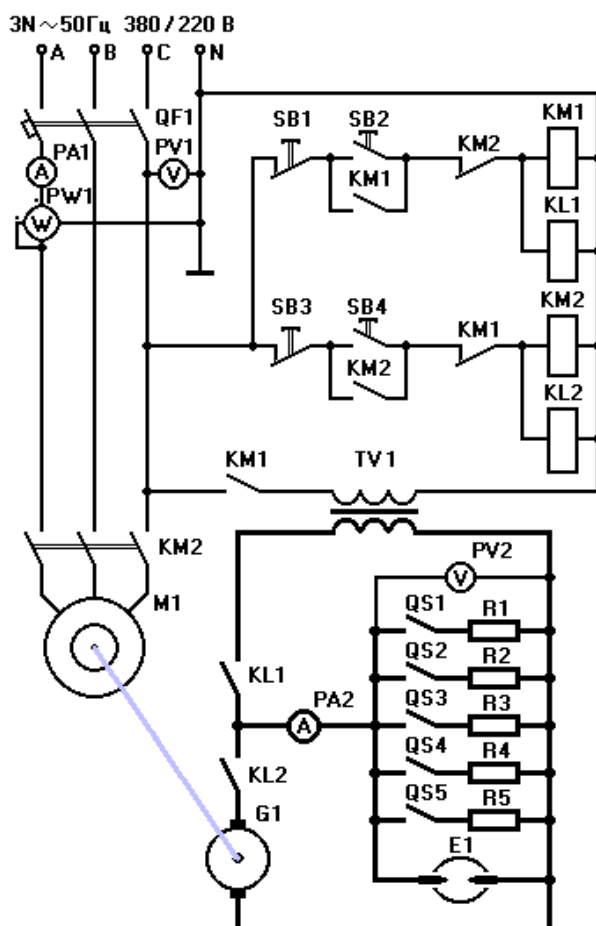 3N ~ 50Гц 380 / 220 В
A B C N
QF1
PA1
PV1
A
V
PW1
W
SB1 SB2 KM2 KM1
KM1
KL1
SB3 SB4 KM1 KM2
KM2
KL2
KM1 TV1
KM2
M1
PV2
V
QS1 R1
QS2 R2
KL1
PA2
A
QS3 R3
QS4 R4
KL2
QS5 R5
G1
E1